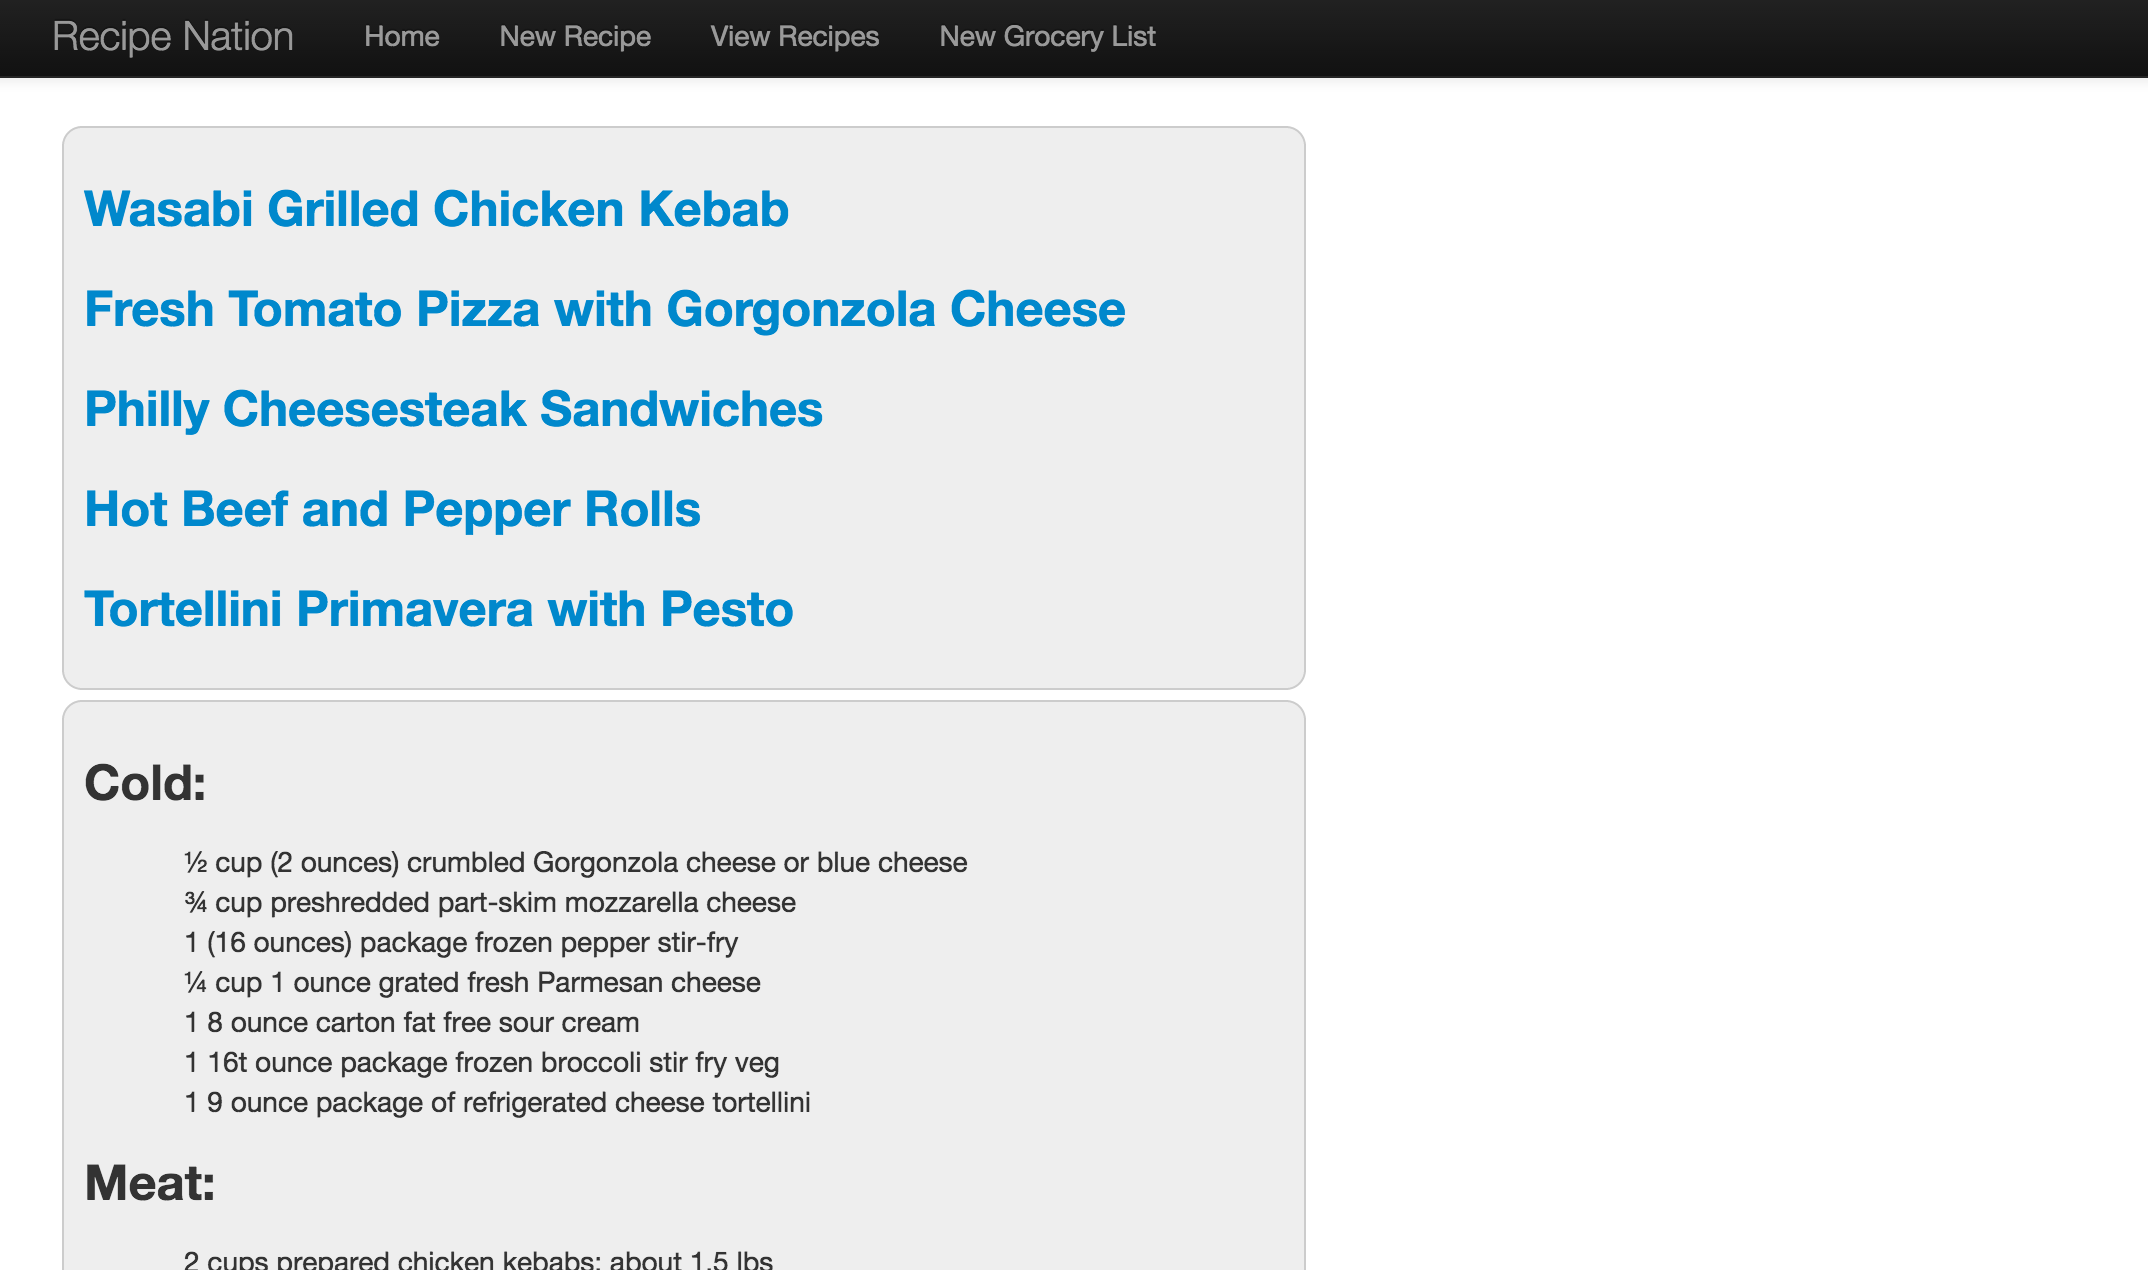 Recipe Nation Home New Recipe View Recipes New Grocery List
Wasabi Grilled Chicken Kebab
Fresh Tomato Pizza with Gorgonzola Cheese
Philly Cheesesteak Sandwiches
Hot Beef and Pepper Rolls
Tortellini Primavera with Pesto
Cold:
½ cup (2 ounces) crumbled Gorgonzola cheese or blue cheese
¾ cup preshredded part-skim mozzarella cheese
1 (16 ounces) package frozen pepper stir-fry
¼ cup 1 ounce grated fresh Parmesan cheese
1 8 ounce carton fat free sour cream
1 16t ounce package frozen broccoli stir fry veg
1 9 ounce package of refrigerated cheese tortellini
Meat:
2 cups prepared chicken kebabs; about 1.5 lbs